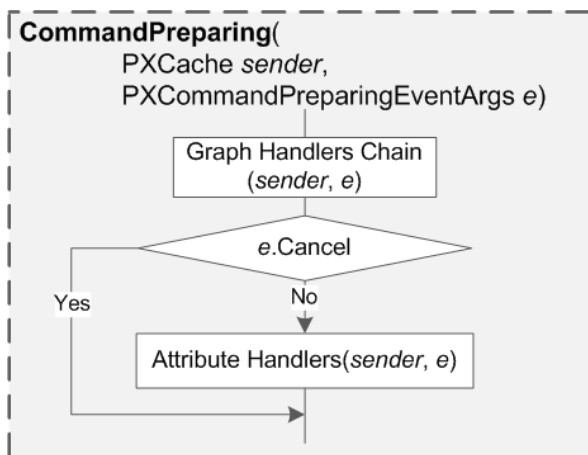 CommandPreparing(
PXCache sender,
PXCommandPreparingEventArgs e)
Graph Handlers Chain
(sender, e)
e.Cancel
Yes
No
Attribute Handlers(sender, e)